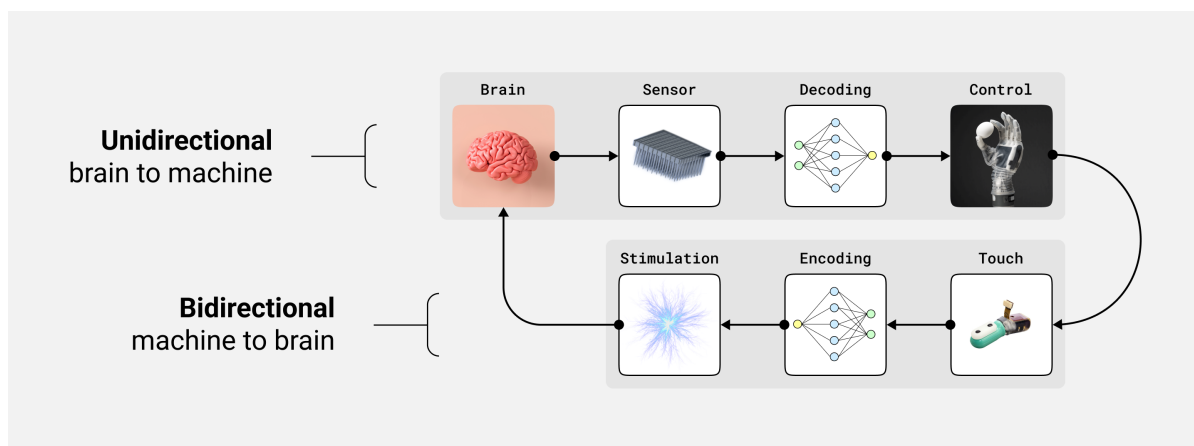 Brain
Sensor
Decoding
Control
Unidirectional
brain to machine
Stimulation
Encoding
Touch
Bidirectional
machine to brain